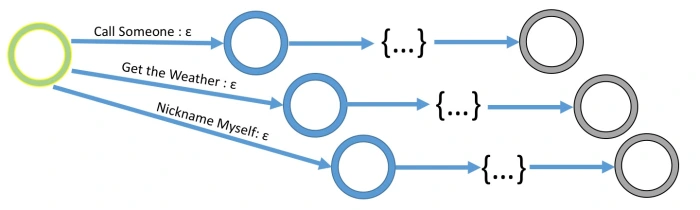 Call Someone : ε
{...}
Get the Weather : ε
{...}
Nickname Myself: ε
{...}